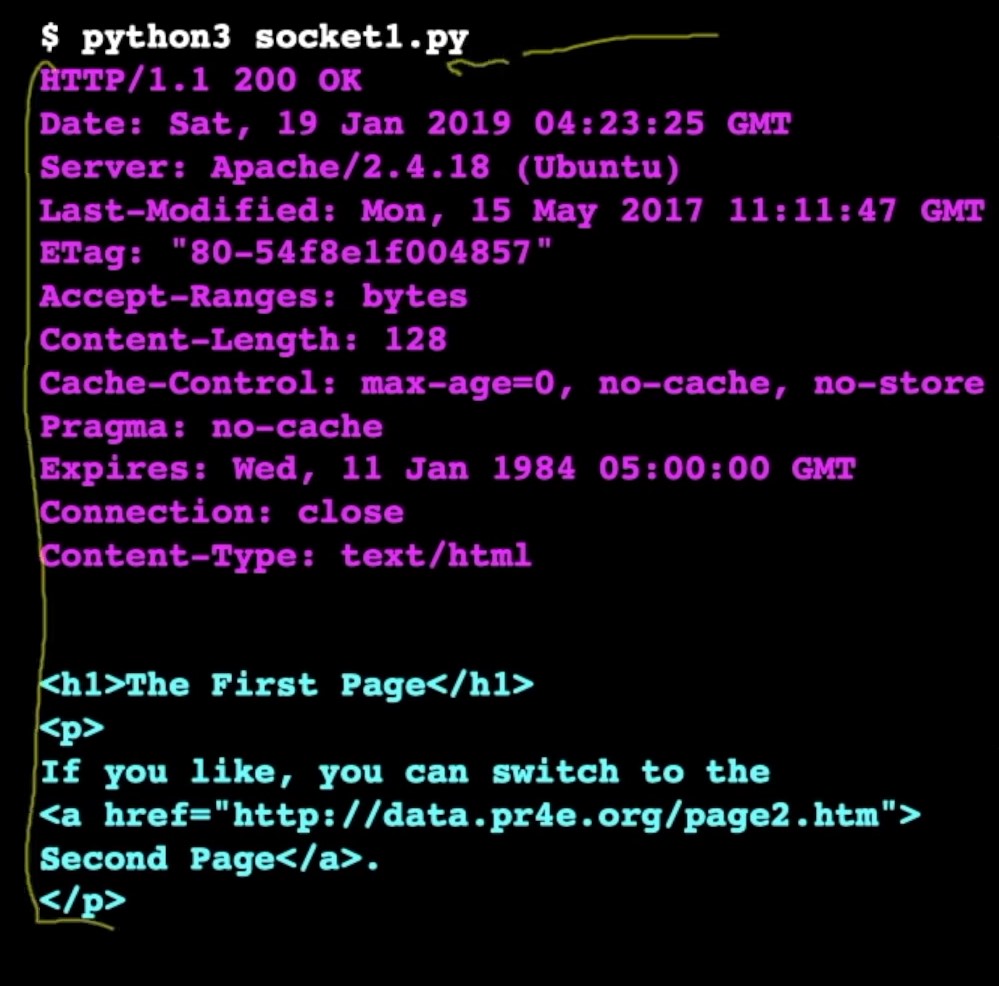 $ python3 socket1.py
HTTP/1.1 200 OK
Date: Sat, 19 Jan 2019 04:23:25 GMT
Server: Apache/2.4.18 (Ubuntu)
Last-Modified: Mon, 15 May 2017 11:11:47 GMT
ETag: "80-54f8e1f004857"
Accept-Ranges: bytes
Content-Length: 128
Cache-Control: max-age=0, no-cache, no-store
Pragma: no-cache
Expires: Wed, 11 Jan 1984 05:00:00 GMT
Connection: close
Content-Type: text/html
<h1>The First Page</h1>
<p>
If you like, you can switch to the
<a href="http://data.pr4e.org/page2.htm">
Second Page</a>.
</p>